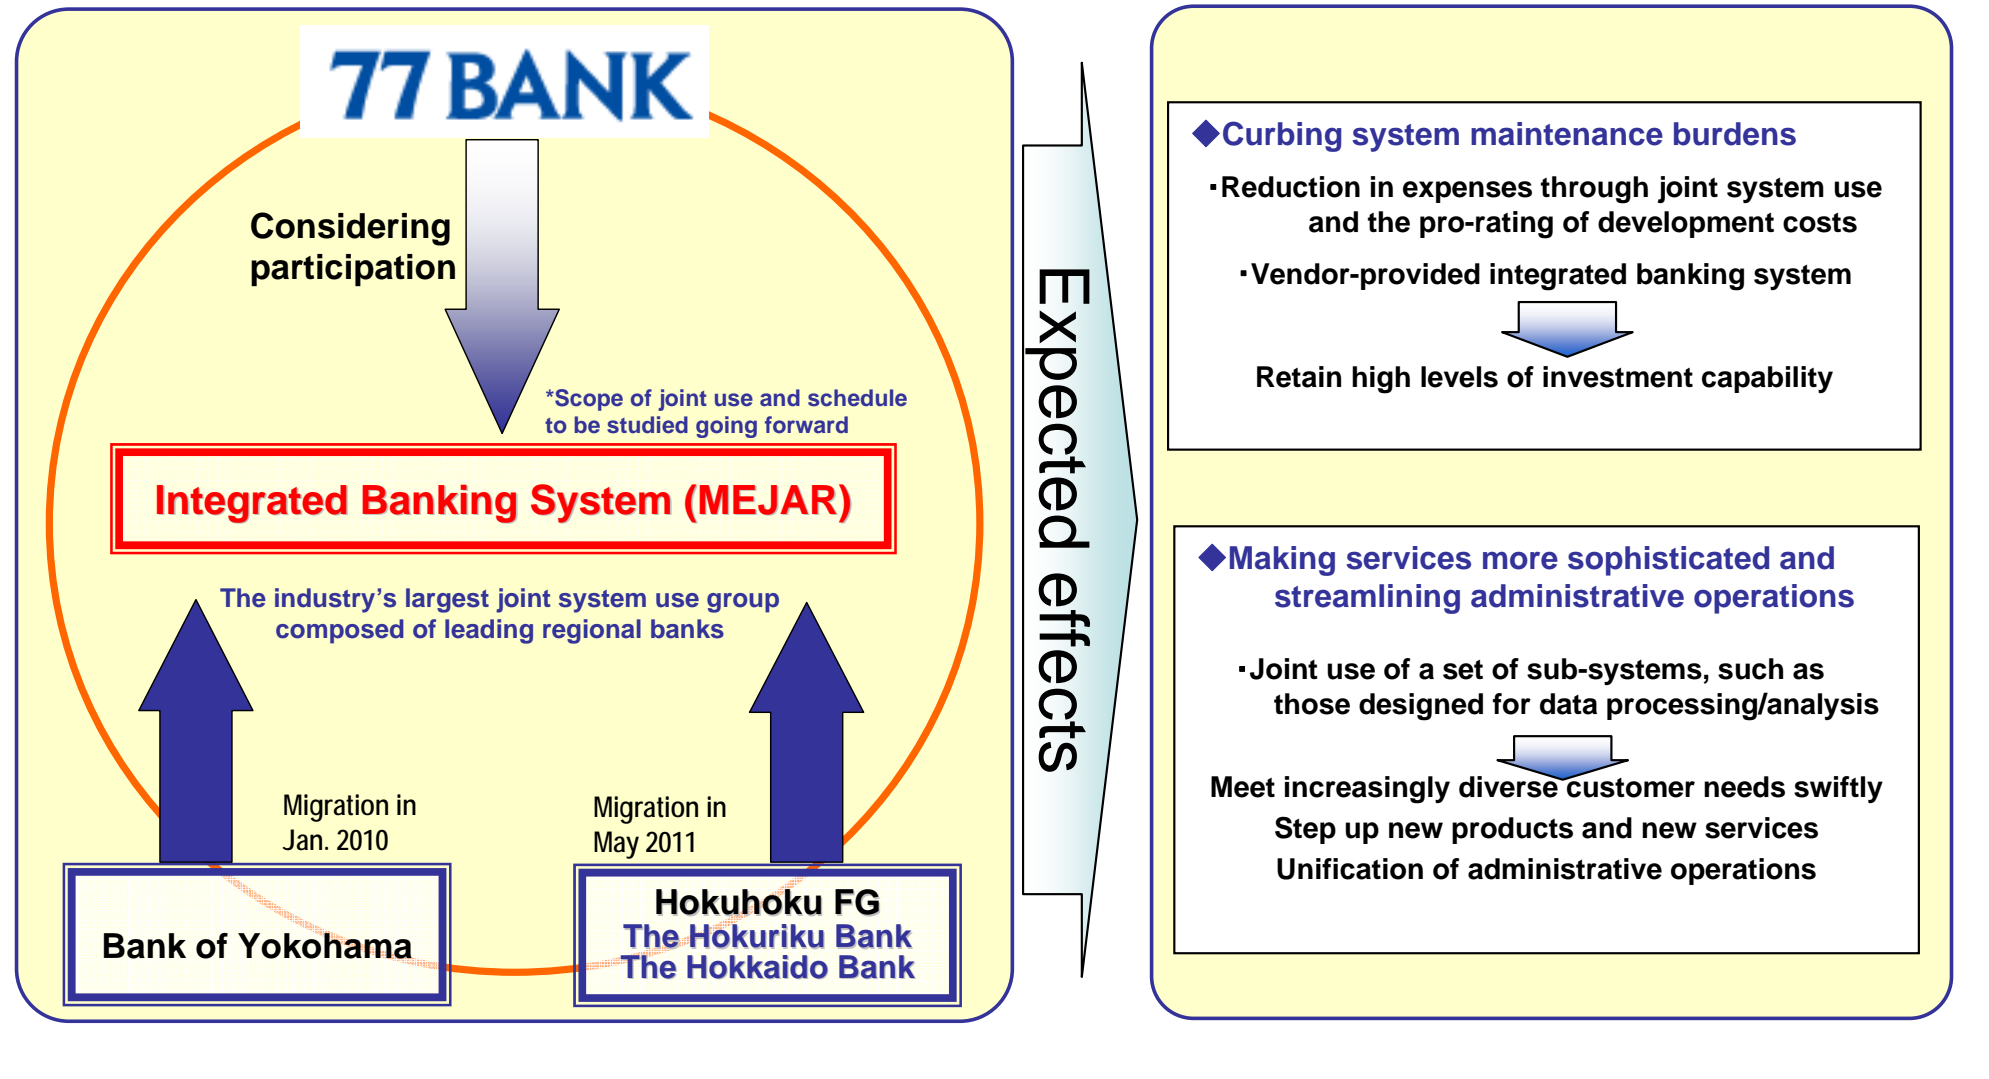 77 BANK
Considering
participation
*Scope of joint use and schedule
to be studied going forward
Integrated Banking System (MEJAR)
The industry’s largest joint system use group
composed of leading regional banks
Migration in
Jan. 2010
Migration in
May 2011
Bank of Yokohama
Hokuhoku FG
The Hokuriku Bank
The Hokkaido Bank
Expected effects
◆Curbing system maintenance burdens
・Reduction in expenses through joint system use
and the pro-rating of development costs
・Vendor-provided integrated banking system
Retain high levels of investment capability
◆Making services more sophisticated and
streamlining administrative operations
・Joint use of a set of sub-systems, such as
those designed for data processing/analysis
Meet increasingly diverse customer needs swiftly
Step up new products and new services
Unification of administrative operations